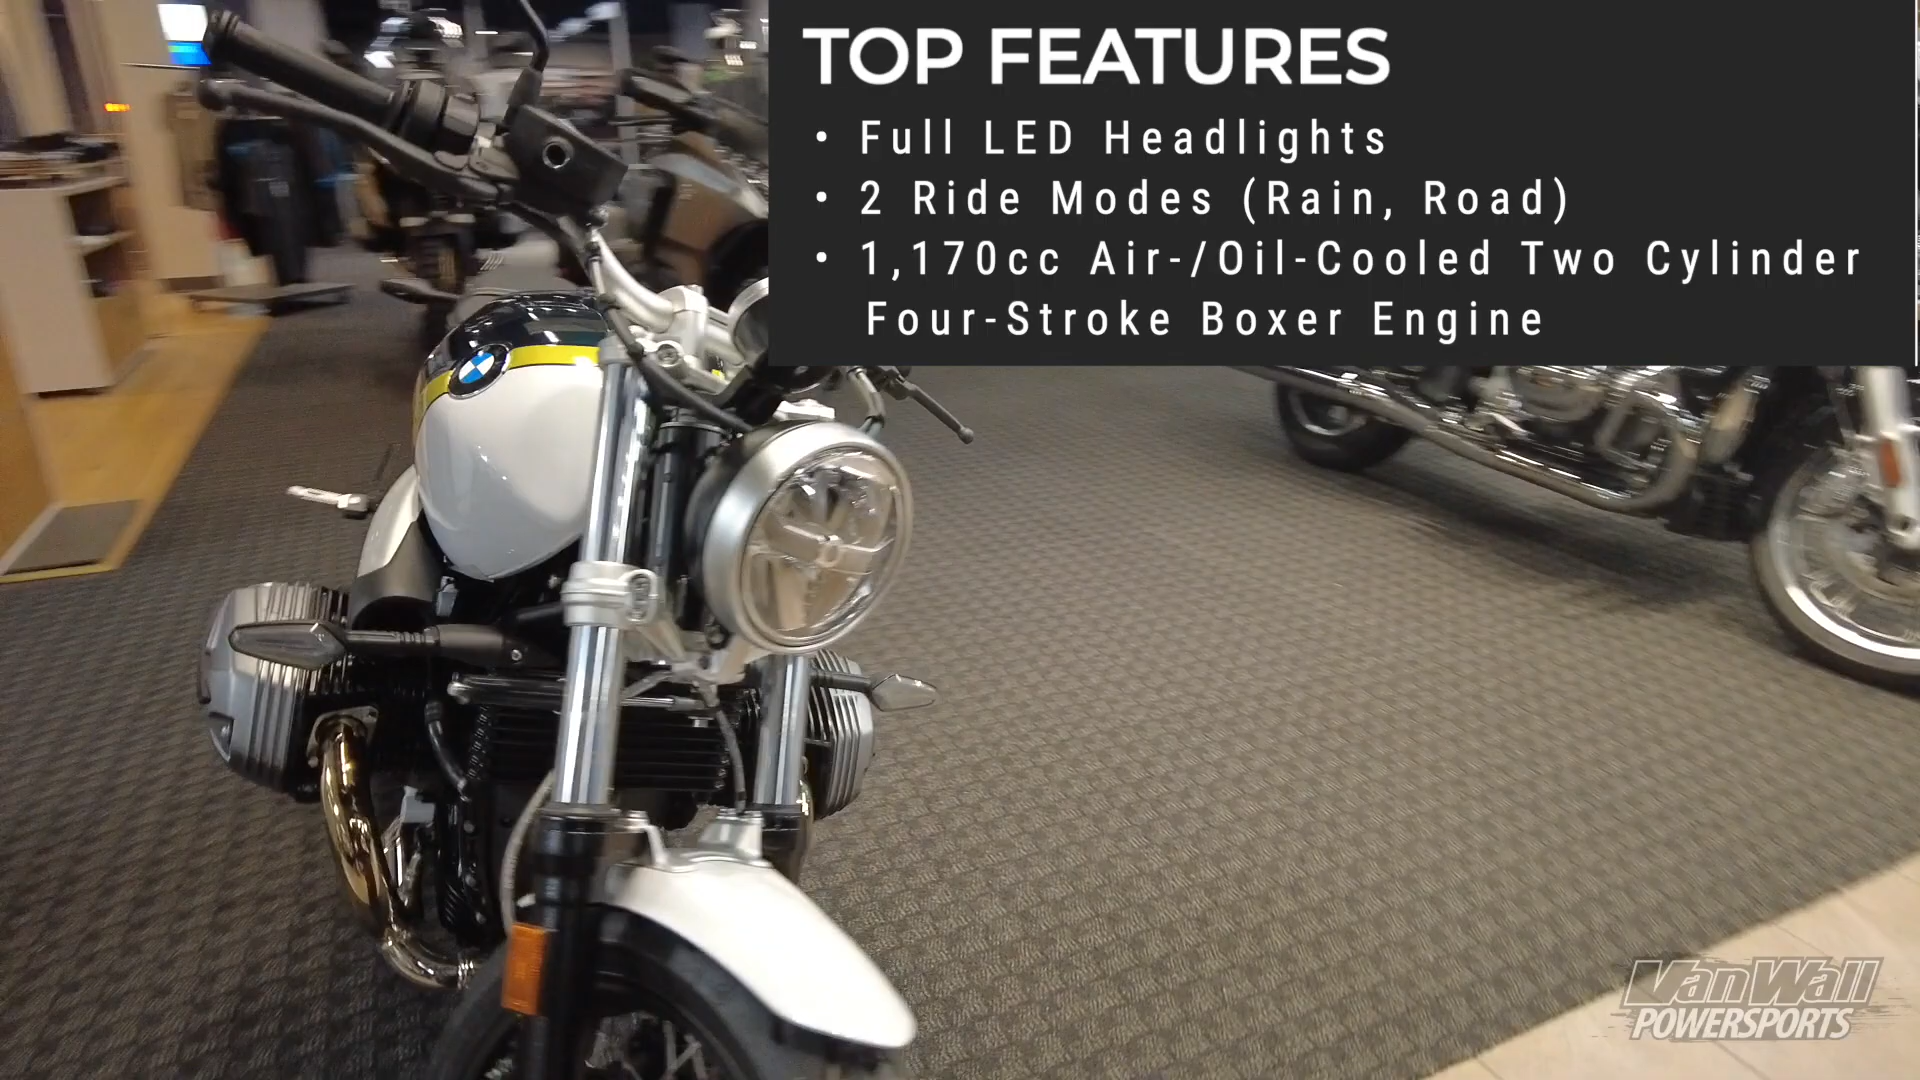 TOP FEATURES
• Full LED Headlights
• 2 Ride Modes (Rain, Road)
• 1,170cc Air-/Oil-Cooled Two Cylinder
Four-Stroke Boxer Engine
VanWall
POWERSPORTS